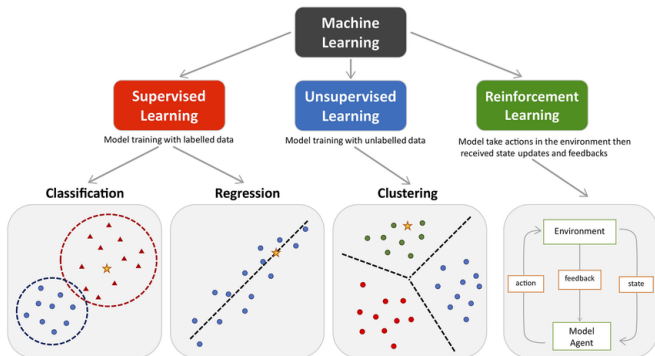 Machine
Learning
Supervised
Learning
Unsupervised
Learning
Reinforcement
Learning
Model training with labelled data
Model training with unlabelled data
Model take actions in the environment then
received state updates and feedbacks
Classification
Regression
Clustering
Environment
action
feedback
state
Model
Agent